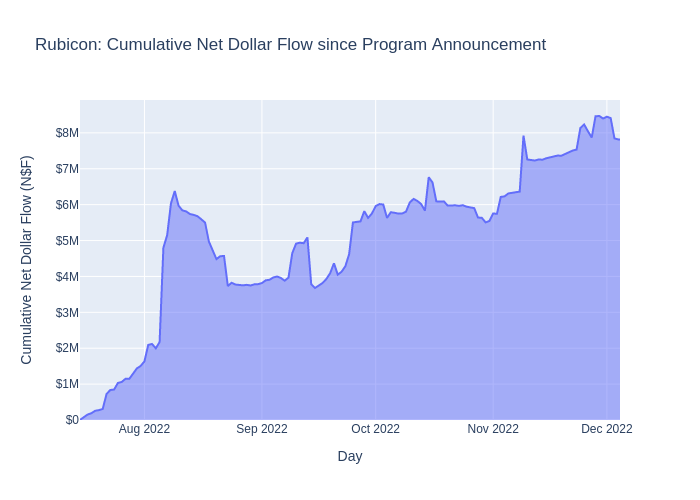 Rubicon: Cumulative Net Dollar Flow since Program Announcement
Cumulative Net Dollar Flow (N$F)
$8M
$7M
$6M
$5M
$4M
$3M
$2M
$1M
$0
Aug 2022 Sep 2022 Oct 2022 Nov 2022 Dec 2022
Day